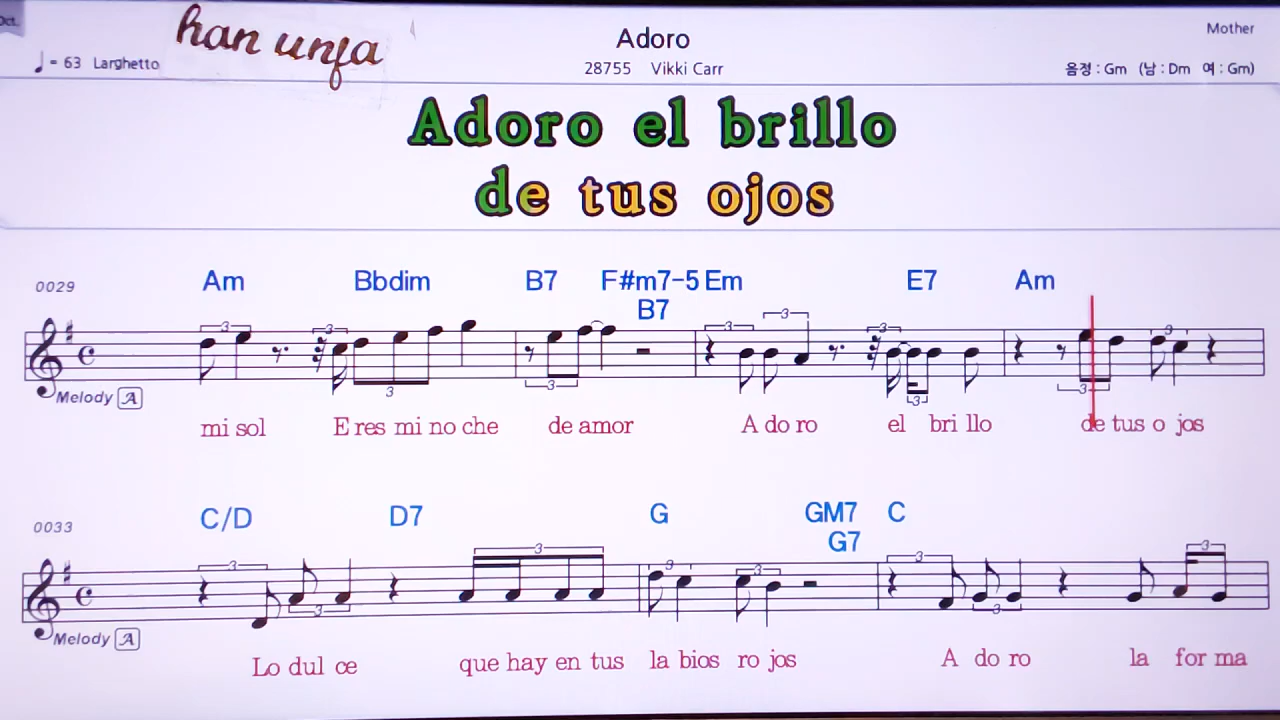 Oct.
han unfa
Adoro
Mother
♩= 63 Larghetto
28755 Vikki Carr
음정 : Gm (남 : Dm 여 : Gm)
Adoro el brillo
de tus ojos
0029
Am Bbdim B7 F#m7-5 Em E7 Am
B7
Melody A
mi sol E res mi no che de amor A do ro el bri llo de tus o jos
0033
C/D D7 G GM7 C
G7
Melody A
Lo dul ce que hay en tus la bios ro jos A do ro la for ma